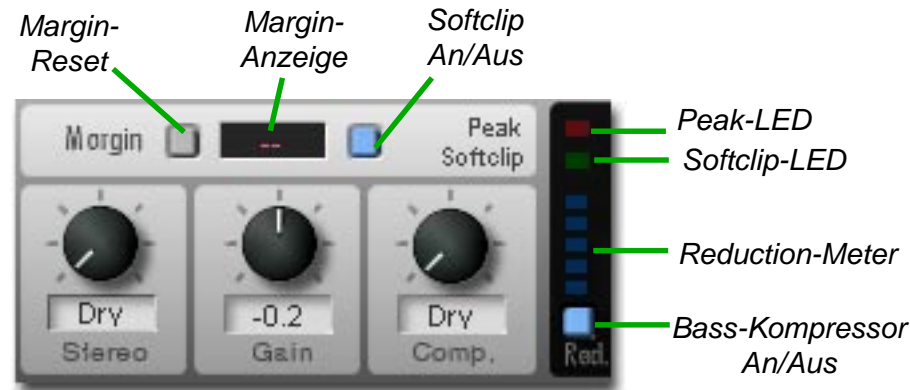 Margin-
Reset
Margin-
Anzeige
Softclip
An/Aus
Margin
--
Peak
Softclip
Peak-LED
Softclip-LED
Reduction-Meter
Bass-Kompressor
An/Aus
Dry
-0.2
Dry
Stereo
Gain
Comp.
Red.